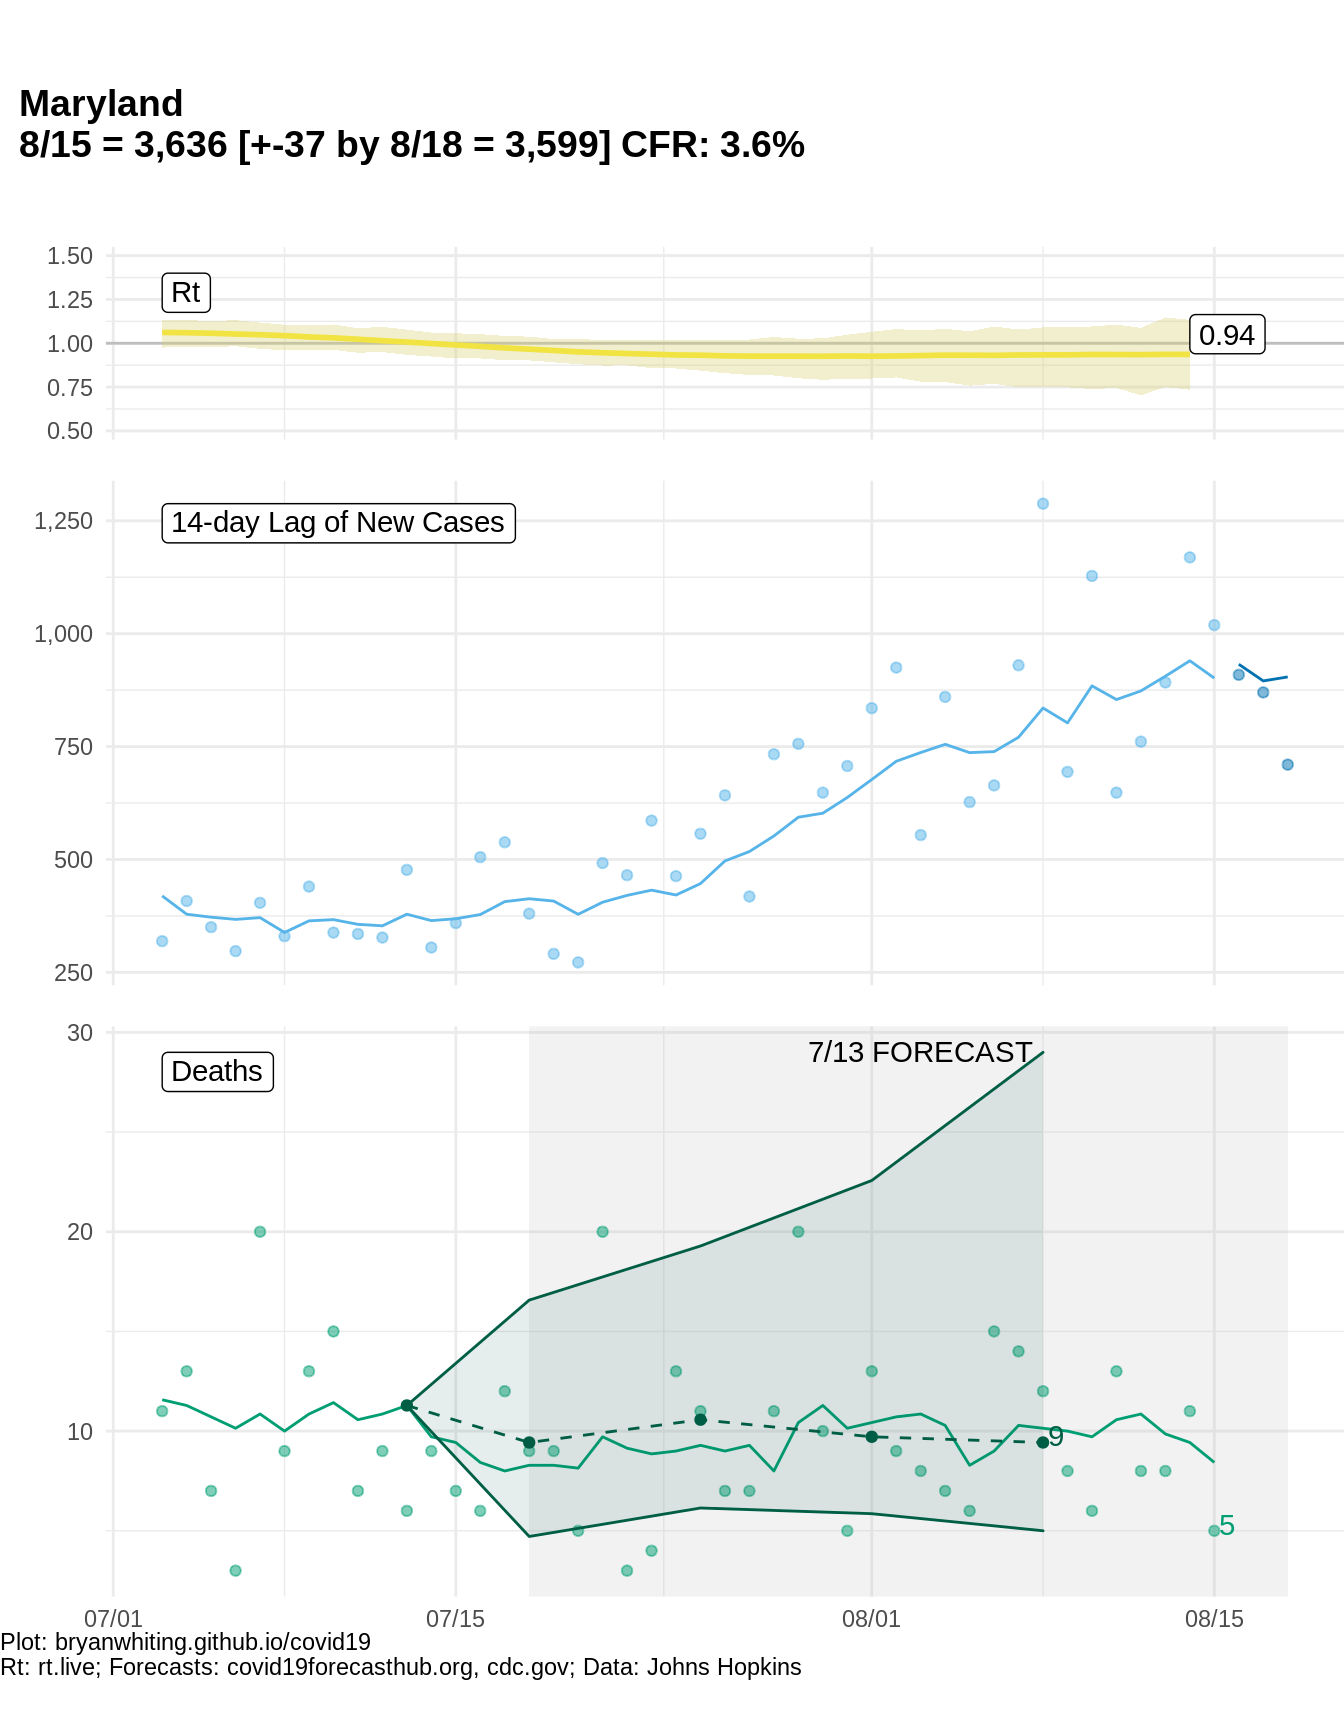 Maryland
8/15 = 3,636 [+-37 by 8/18 = 3,599] CFR: 3.6%
1.50
1.25
1.00
0.75
0.50
Rt
0.94
1,250
1,000
750
500
250
14-day Lag of New Cases
30
20
10
Deaths
7/13 FORECAST
9
5
07/01
07/15
08/01
08/15
Plot: bryanwhiting.github.io/covid19
Rt: rt.live; Forecasts: covid19forecasthub.org, cdc.gov; Data: Johns Hopkins